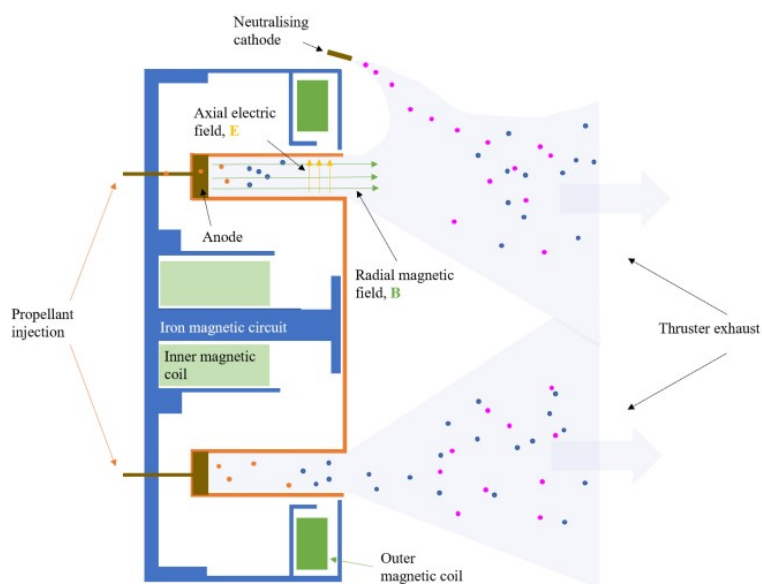 Neutralising
cathode
Axial electric
field, E
Anode
Radial magnetic
field, B
Propellant
injection
Iron magnetic circuit
Inner magnetic
coil
Thruster exhaust
Outer
magnetic coil